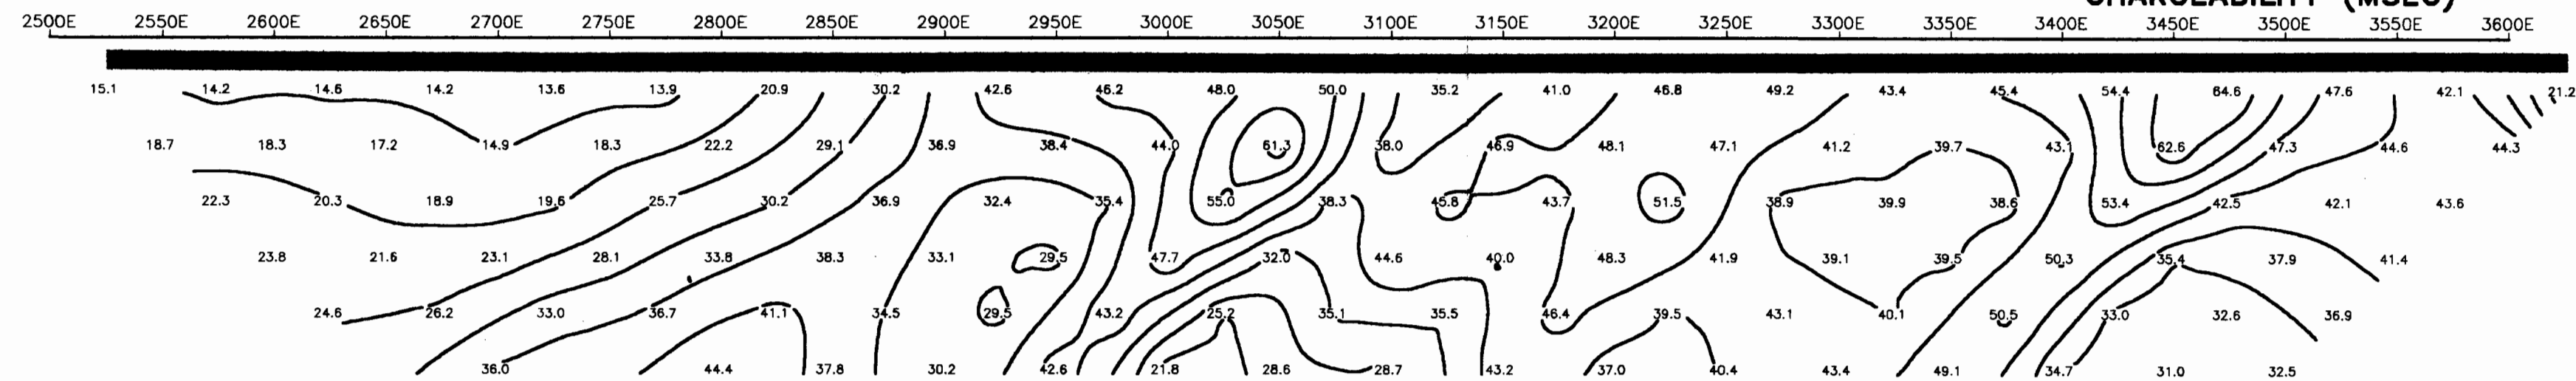 CHARGEABILITY (MSEC)
2500E 2550E 2600E 2650E 2700E 2750E 2800E 2850E 2900E 2950E 3000E 3050E 3100E 3150E 3200E 3250E 3300E 3350E 3400E 3450E 3500E 3550E 3600E
15.1 14.2 14.6 14.2 13.6 13.9 20.9 30.2 42.6 46.2 48.0 50.0 35.2 41.0 46.8 49.2 43.4 45.4 54.4 64.6 47.6 42.1 21.2
18.7 18.3 17.2 14.9 18.3 22.2 29.1 36.9 38.4 44.0 61.3 38.0 46.9 48.1 47.1 41.2 39.7 43.1 62.6 47.3 44.6 44.3
22.3 20.3 18.9 19.6 25.7 30.2 36.9 32.4 35.4 55.0 38.3 45.8 43.7 51.5 38.9 39.9 38.6 53.4 42.5 42.1 43.6
23.8 21.6 23.1 28.1 33.8 38.3 33.1 29.5 47.7 32.0 44.6 40.0 48.3 41.9 39.1 39.5 50.3 35.4 37.9 41.4
24.6 26.2 33.0 36.7 41.1 34.5 29.5 43.2 25.2 35.1 35.5 46.4 39.5 43.1 40.1 50.5 33.0 32.6 36.9
36.0 44.4 37.8 30.2 42.6 21.8 28.6 28.7 43.2 37.0 40.4 43.4 49.1 34.7 31.0 32.5